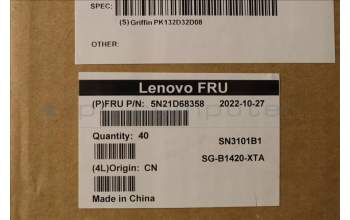 SPEC:
(5) Griffin PK132D32D08
OTHER:
Lenovo FRU
(P)FRU P/N: 5N21D68358 2022-10-27
Quantity: 40
SN3101B1
SG-B1420-XTA
(4L)Origin: CN
Made in China